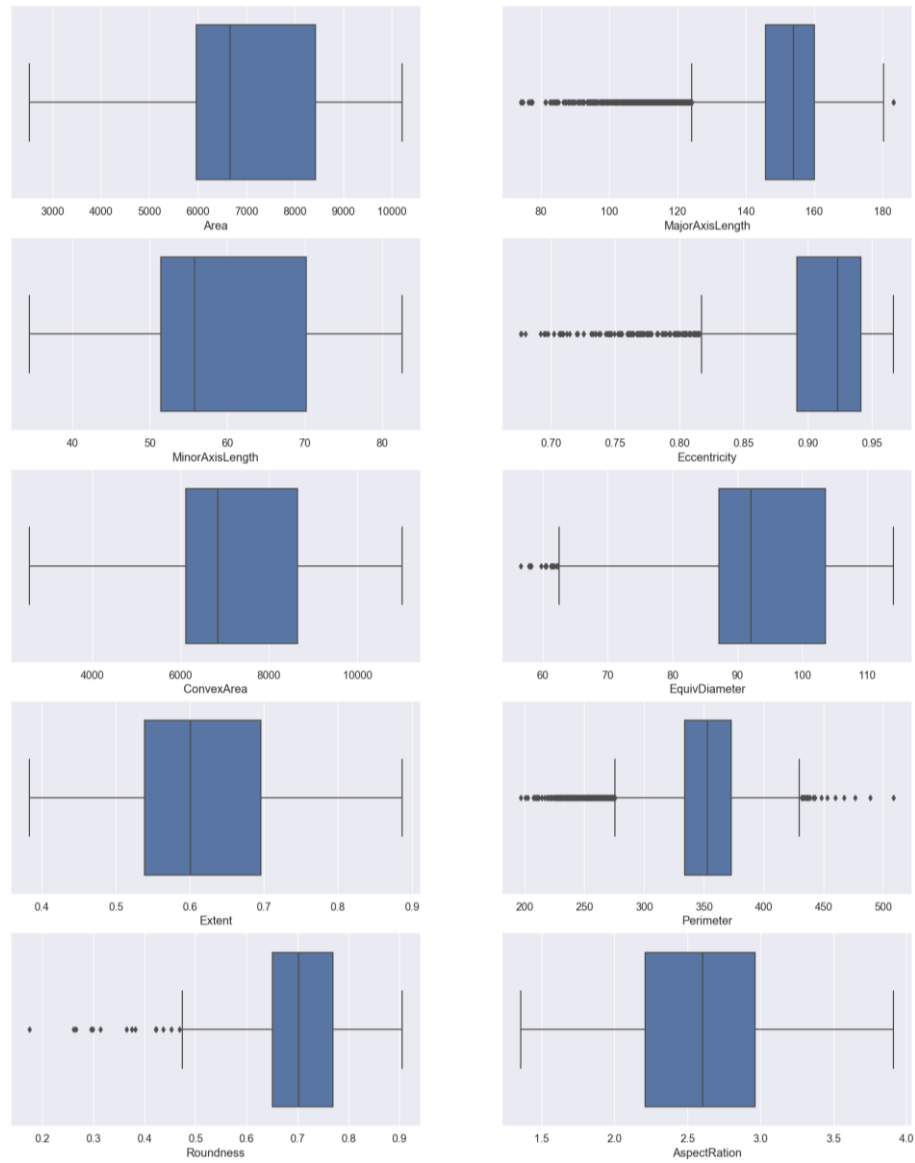 3000 4000 5000 6000 7000 8000 9000 10000
Area
80 100 120 140 160 180
MajorAxisLength
40 50 60 70 80
MinorAxisLength
0.70 0.75 0.80 0.85 0.90 0.95
Eccentricity
4000 6000 8000 10000
ConvexArea
60 70 80 90 100 110
EquivDiameter
0.4 0.5 0.6 0.7 0.8 0.9
Extent
200 250 300 350 400 450 500
Perimeter
0.2 0.3 0.4 0.5 0.6 0.7 0.8 0.9
Roundness
1.5 2.0 2.5 3.0 3.5 4.0
AspectRation